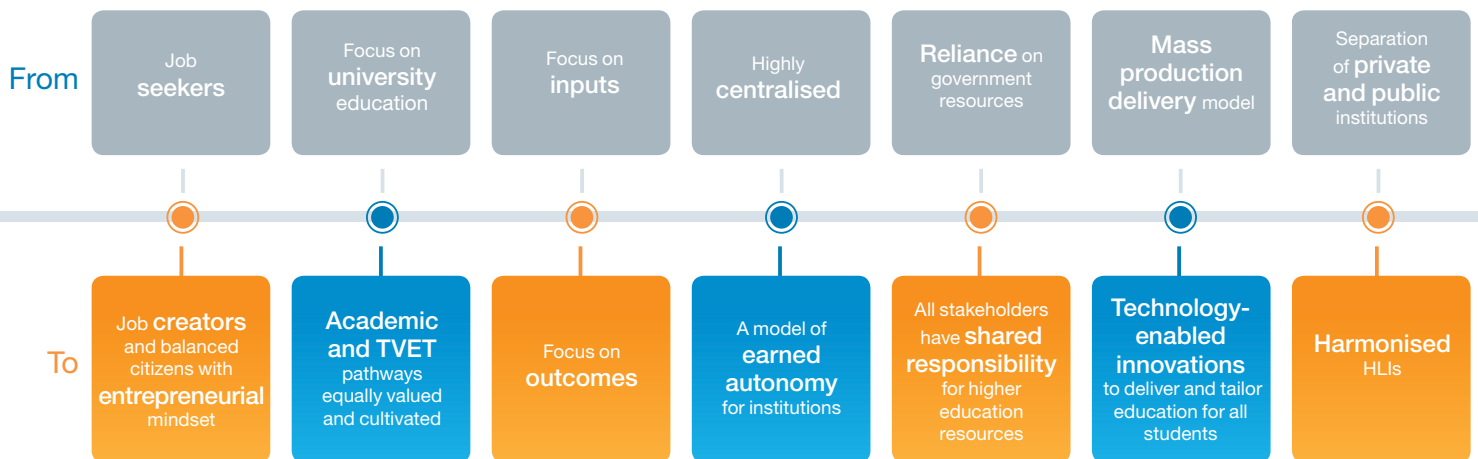 From
Job
seekers
Focus on
university
education
Focus on
inputs
Highly
centralised
Reliance on
government
resources
Mass
production
delivery model
Separation
of private
and public
institutions
To
Job creators
and balanced
citizens with
entrepreneurial
mindset
Academic
and TVET
pathways
equally valued
and cultivated
Focus on
outcomes
A model of
earned
autonomy
for institutions
All stakeholders
have shared
responsibility
for higher
education
resources
Technology-
enabled
innovations
to deliver and tailor
education for all
students
Harmonised
HLIs